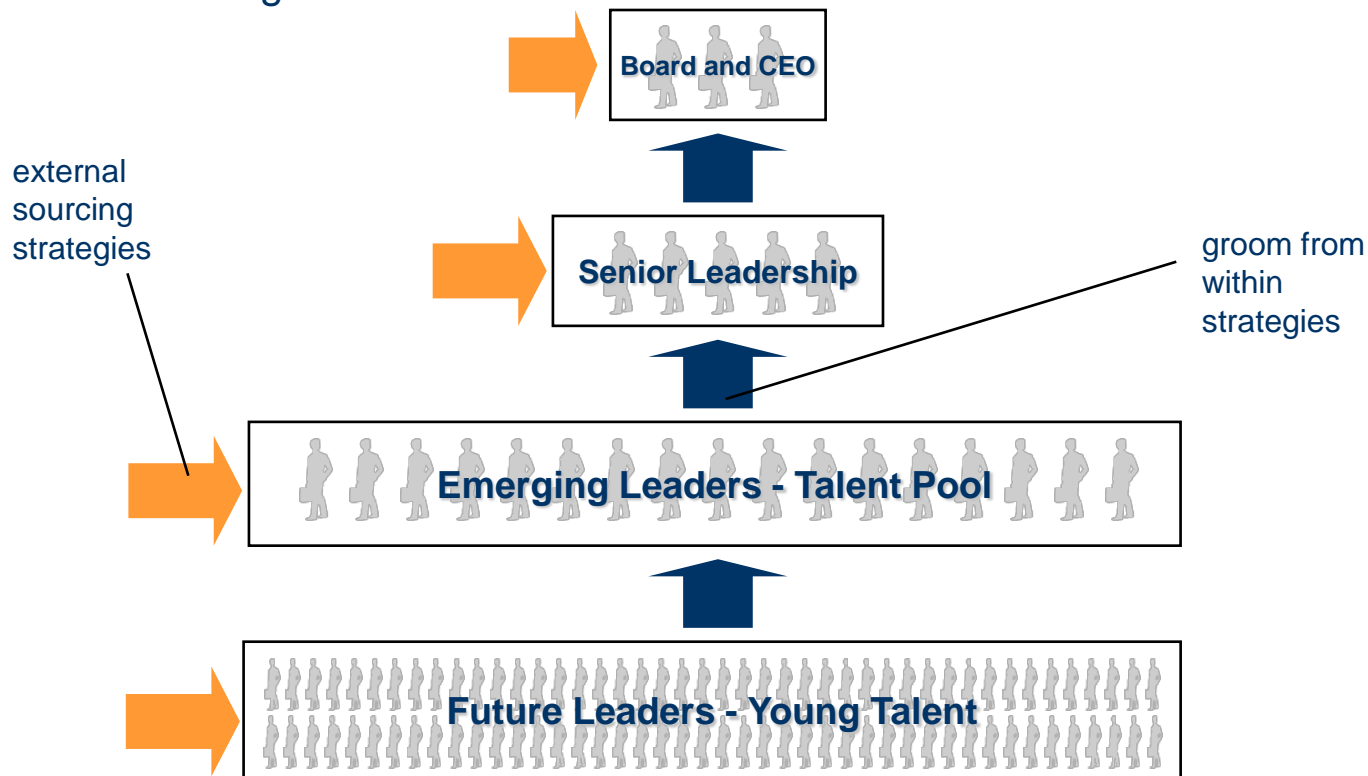 Board and CEO
external
sourcing
strategies
Senior Leadership
groom from
within
strategies
Emerging Leaders - Talent Pool
Future Leaders - Young Talent